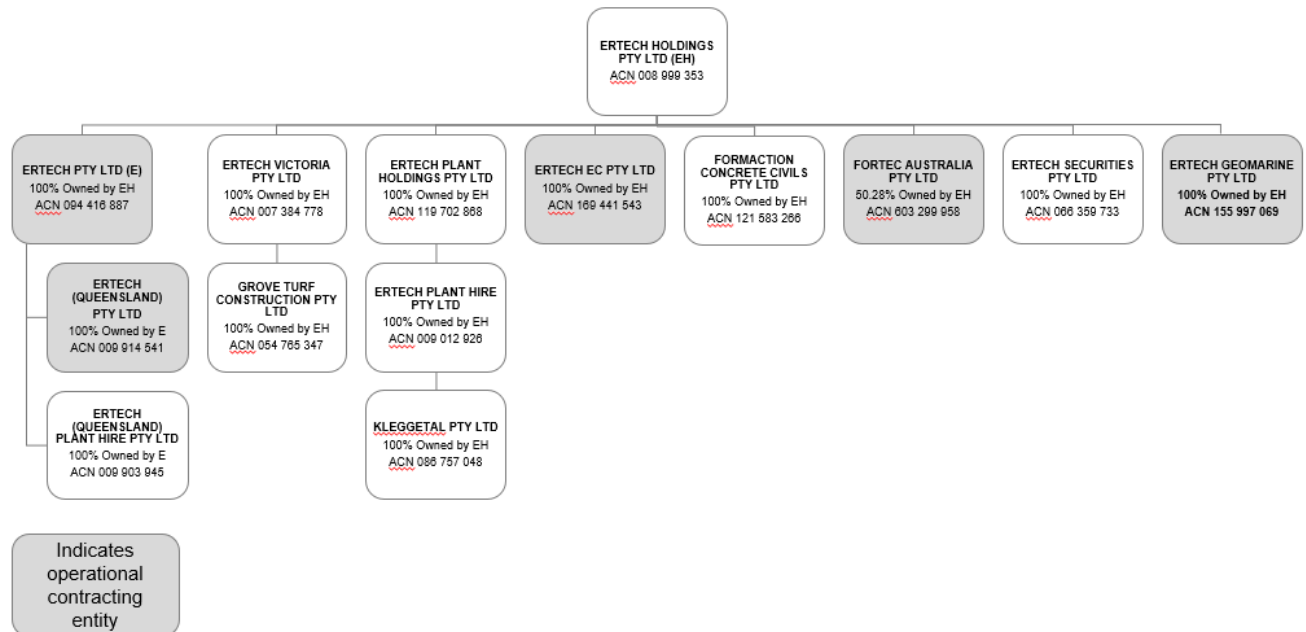 ERTECH HOLDINGS
PTY LTD (EH)
ACN 008 999 353
ERTECH PTY LTD (E)
100% Owned by EH
ACN 094 416 887
ERTECH VICTORIA
PTY LTD
100% Owned by EH
ACN 007 384 778
ERTECH PLANT
HOLDINGS PTY LTD
100% Owned by EH
ACN 119 702 868
ERTECH EC PTY LTD
100% Owned by EH
ACN 169 441 543
FORMACTION
CONCRETE CIVILS
PTY LTD
100% Owned by EH
ACN 121 583 266
FORTEC AUSTRALIA
PTY LTD
50.28% Owned by EH
ACN 603 299 958
ERTECH SECURITIES
PTY LTD
100% Owned by EH
ACN 066 359 733
ERTECH GEOMARINE
PTY LTD
100% Owned by EH
ACN 155 997 069
ERTECH
(QUEENSLAND)
PTY LTD
100% Owned by E
ACN 009 914 541
GROVE TURF
CONSTRUCTION PTY
LTD
100% Owned by EH
ACN 054 765 347
ERTECH PLANT HIRE
PTY LTD
100% Owned by EH
ACN 009 012 926
ERTECH
(QUEENSLAND)
PLANT HIRE PTY LTD
100% Owned by E
ACN 009 903 945
KLEGGETAL PTY LTD
100% Owned by EH
ACN 086 757 048
Indicates
operational
contracting
entity